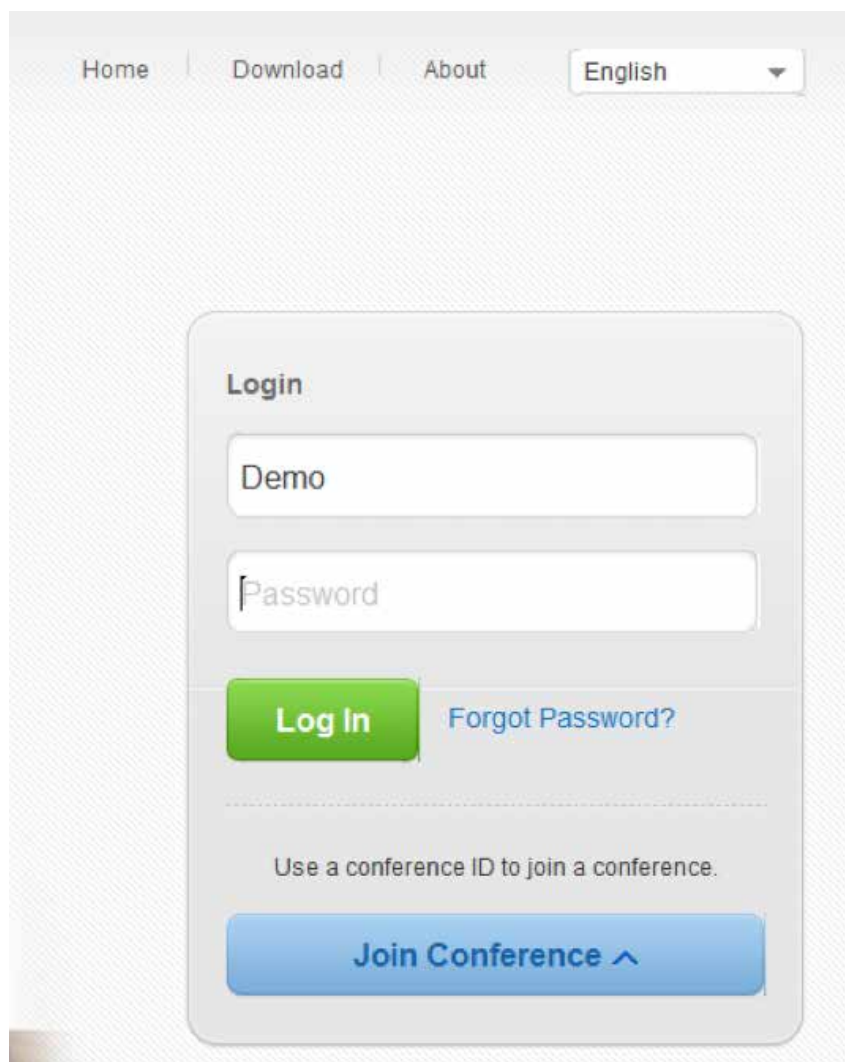 Home Download About English
Login
Demo
Password
Log In Forgot Password?
Use a conference ID to join a conference.
Join Conference